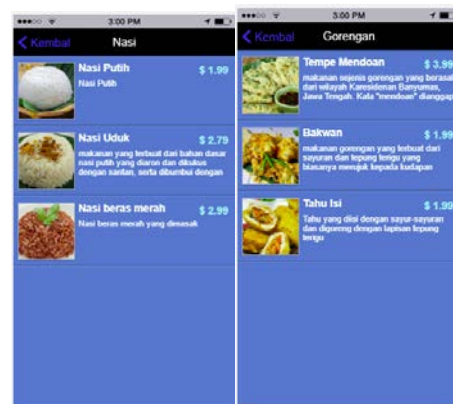 3:00 PM
Kembal
Nasi
Nasi Putih
$ 1.99
Nasi Putih
Nasi Uduk
$ 2.79
makanan yang terbuat dari bahan dasar
nasi putih yang diaron dan dikukus
dengan santan, serta dibumbui dengan
Nasi beras merah
$ 2.99
Nasi beras merah yang dimasak
3:00 PM
Kembal
Gorengan
Tempe Mendoan
$ 3.99
makanan sejenis gorengan yang berasal
dari wilayah Karesidenan Banyumas,
Jawa Tengah. Kata "mendoan" dianggap
Bakwan
$ 1.99
makanan gorengan yang terbuat dari
sayuran dan tepung terigu yang
biasanya merujuk kepada kudapan
Tahu Isi
$ 1.99
Tahu yang diisi dengan sayur-sayuran
dan digoreng dengan lapisan tepung
terigu